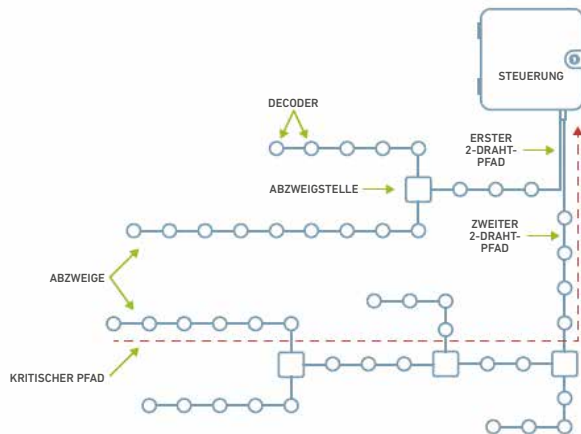 STEUERUNG
DECODER
ERSTER
2-DRAHT-
PFAD
ABZWEIGSTELLE
ZWEITER
2-DRAHT-
PFAD
ABZWEIGE
KRITISCHER PFAD